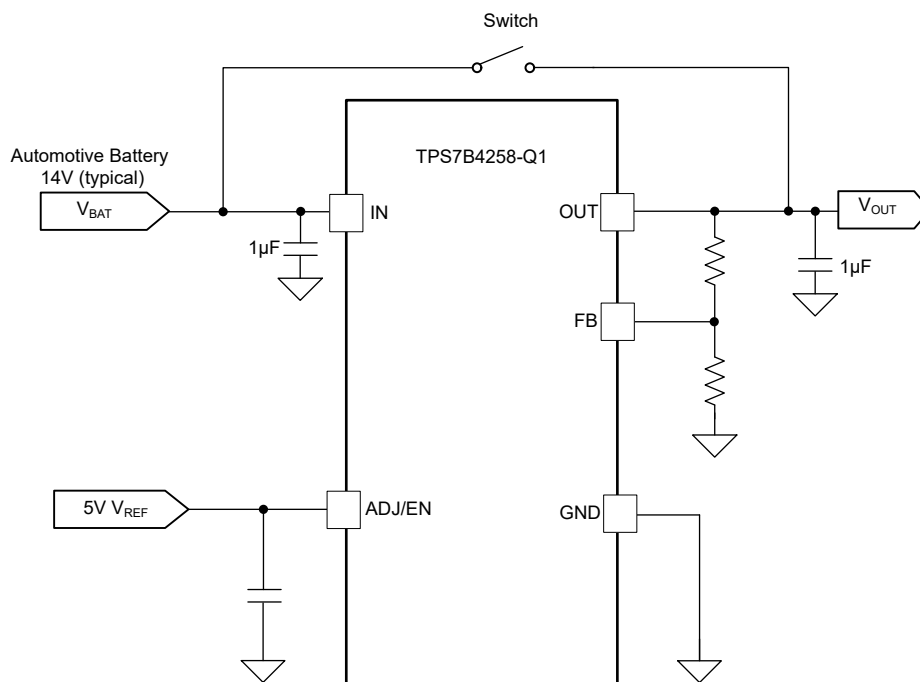 Switch
TPS7B4258-Q1
Automotive Battery
14V (typical)
VBAT
IN
OUT
VOUT
1µF
1µF
FB
5V VREF
ADJ/EN
GND